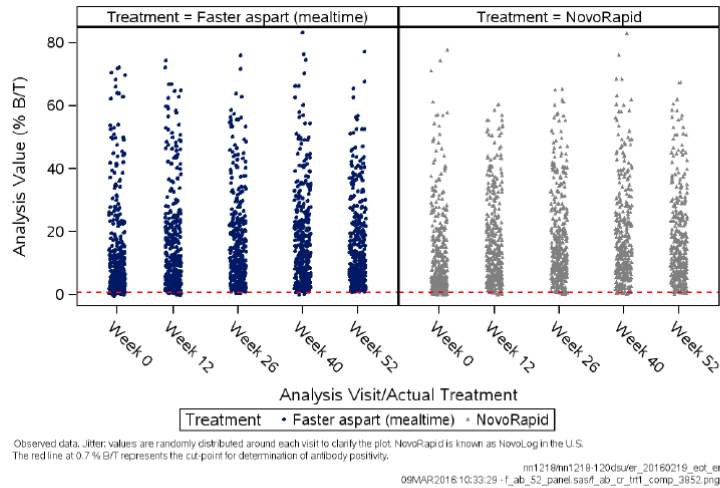 Treatment = Faster aspart (mealtime) Treatment = NovoRapid
Analysis Value (% B/T)
80
60
40
20
0
Week 0 Week 12 Week 26 Week 40 Week 52 Week 0 Week 12 Week 26 Week 40 Week 52
Analysis Visit/Actual Treatment
Treatment Faster aspart (mealtime) NovoRapid
Observed data. Jitter: values are randomly distributed around each visit to clarify the plot. NovoRapid is known as NovoLog in the U.S.
The red line at 0.7 % B/T represents the cut-point for determination of antibody positivity.
nn1218/nn1218-120dsu/er_20160219_eot_er
09MAR2016:10:33:29 - f_ab_52_panel.sas/f_ab_cr_trt1_comp_3852.png